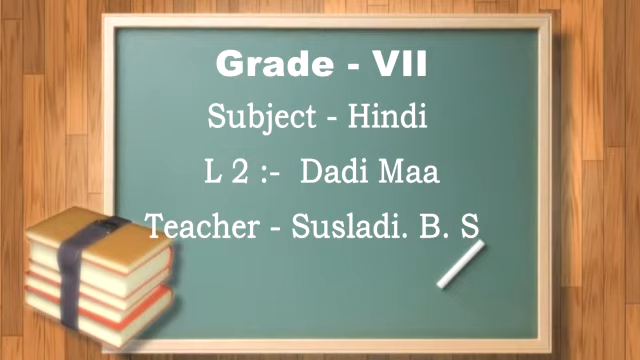 Grade - VII
Subject - Hindi
L 2 :-  Dadi Maa
Teacher - Susladi. B. S